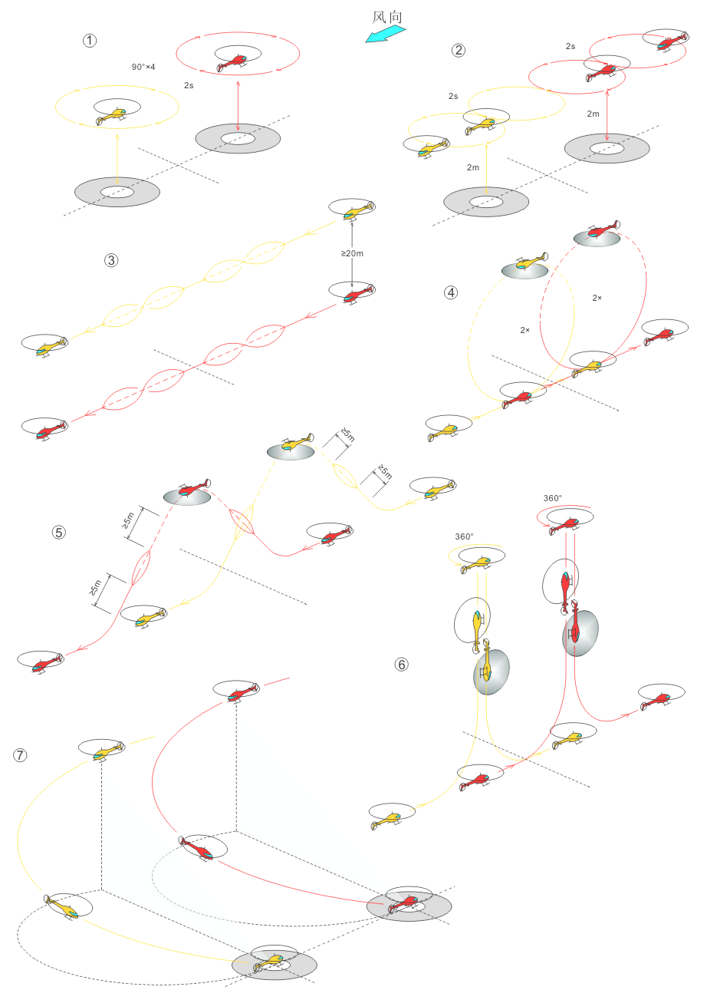 风向
①
②
90°×4
2s
2s
2s
2m
2m
③
≥20m
④
2×
2×
⑤
≥5m
≥5m
≥5m
≥5m
360°
360°
⑥
⑦